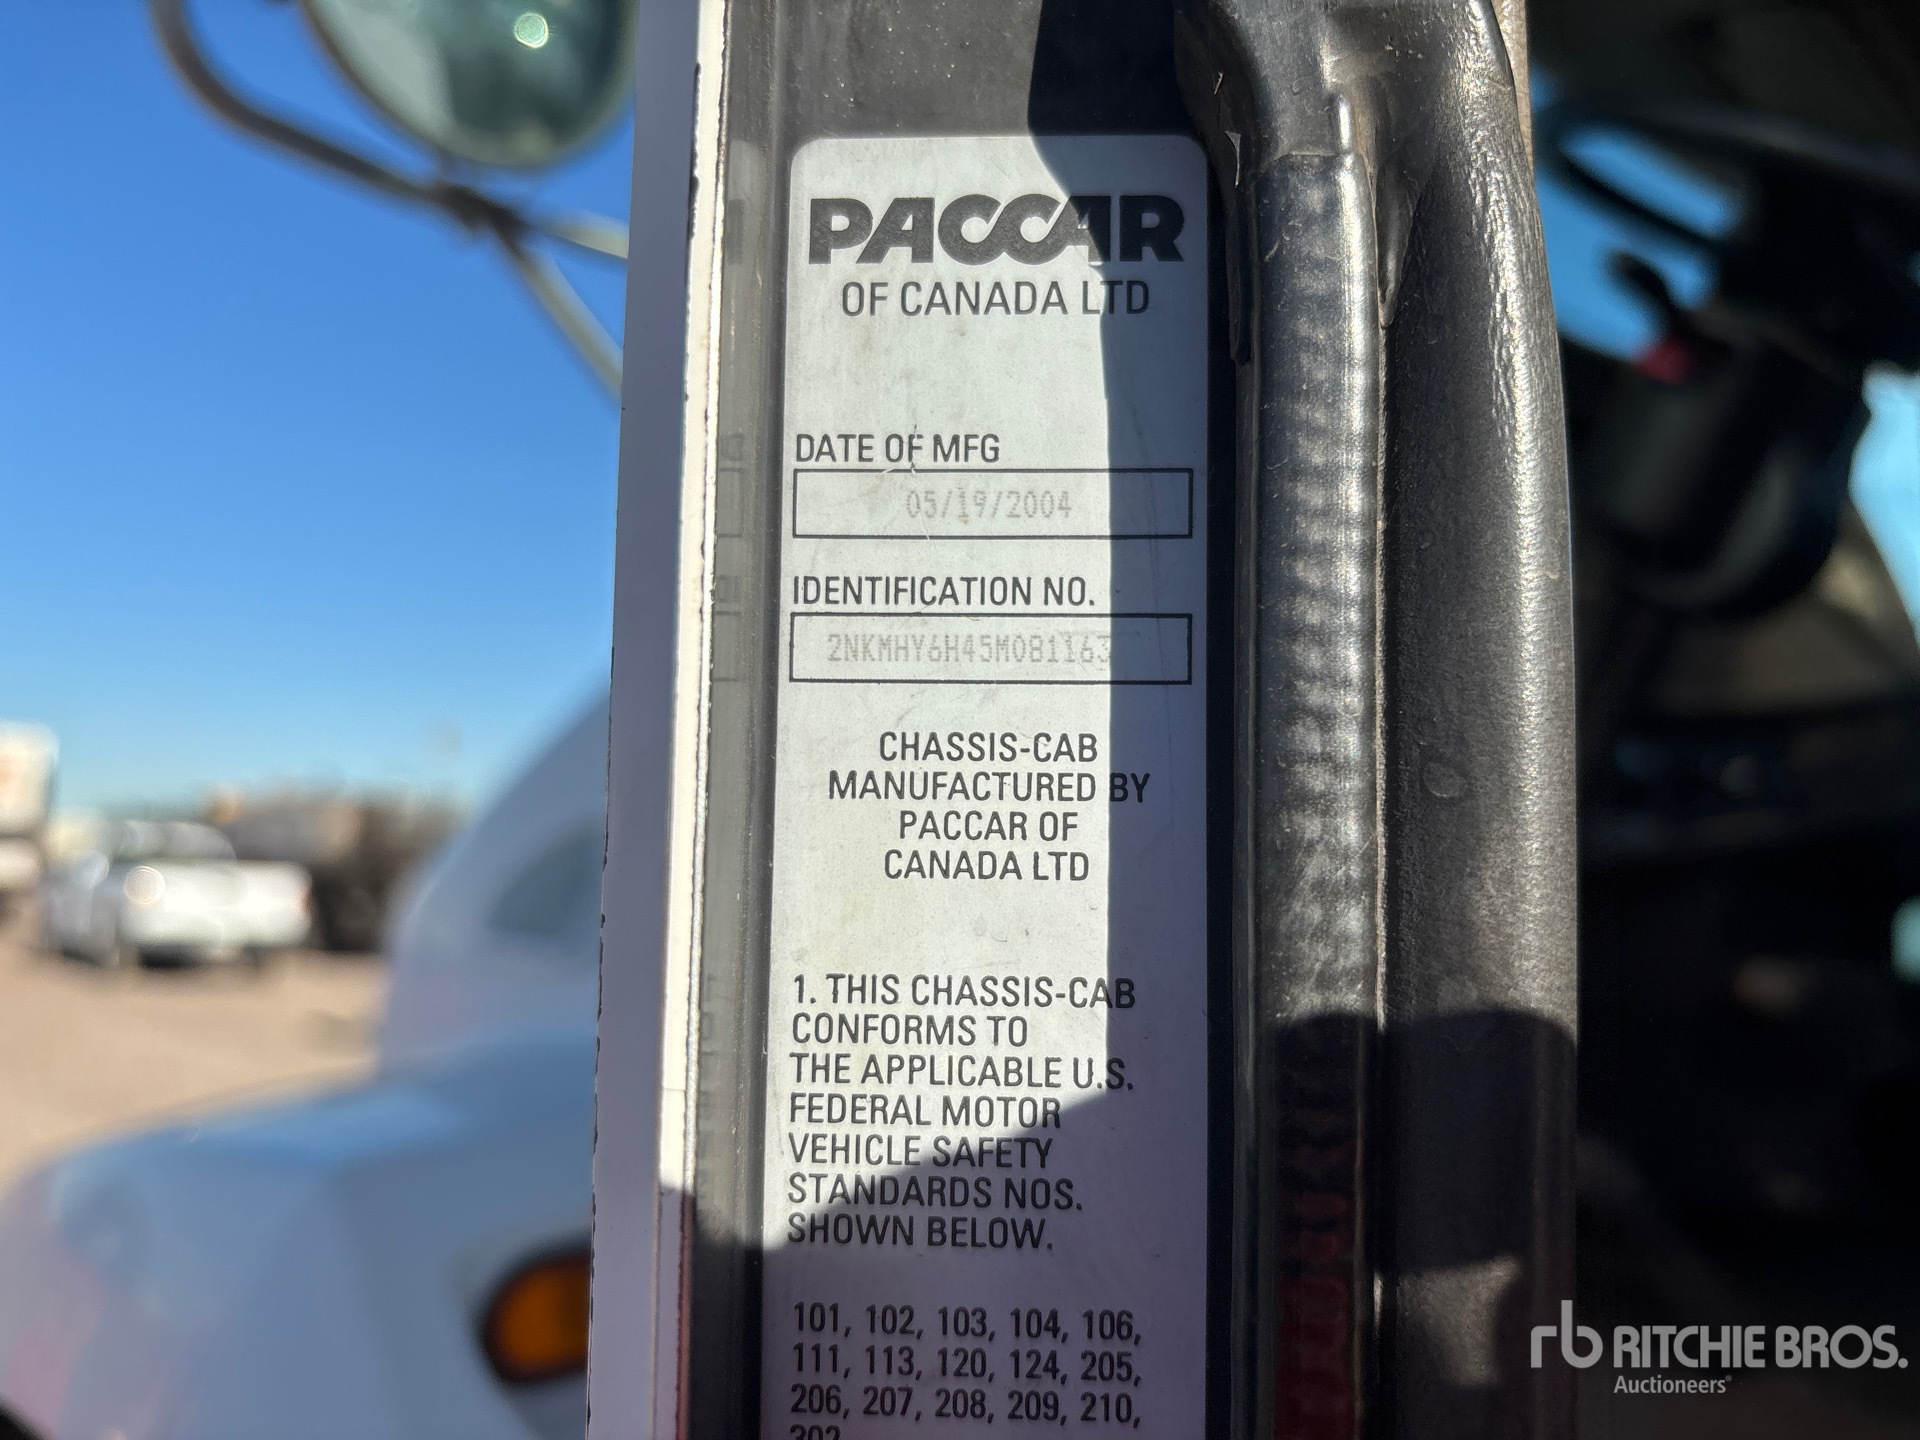 PACCAR
OF CANADA LTD
DATE OF MFG
05/19/2004
IDENTIFICATION NO.
2NKMHY6H45M081163
CHASSIS-CAB
MANUFACTURED BY
PACCAR OF
CANADA LTD
1. THIS CHASSIS-CAB
CONFORMS TO
THE APPLICABLE U.S.
FEDERAL MOTOR
VEHICLE SAFETY
STANDARDS NOS.
SHOWN BELOW.
101, 102, 103, 104, 106,
111, 113, 120, 124, 205,
206, 207, 208, 209, 210,
302
rb RITCHIE BROS.
Auctioneers®